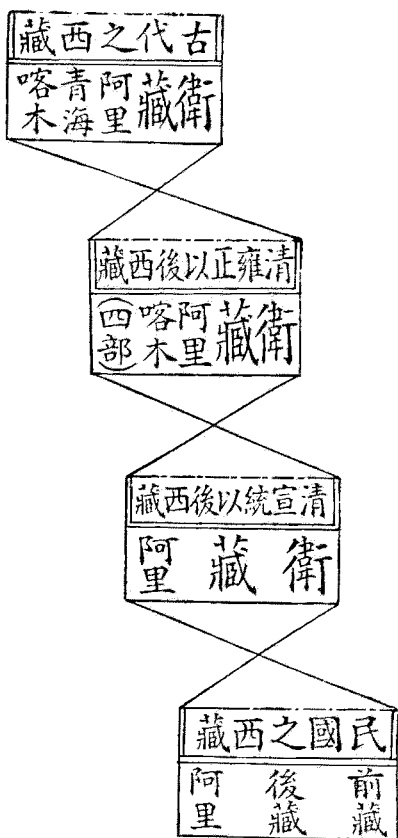 古代之西藏
衛
藏
阿里
青海
喀木
清雍正以後西藏
衛
藏
阿里
喀木
(四部)
清宣統以後西藏
衛
藏
阿里
民國之西藏
前藏
後藏
阿里